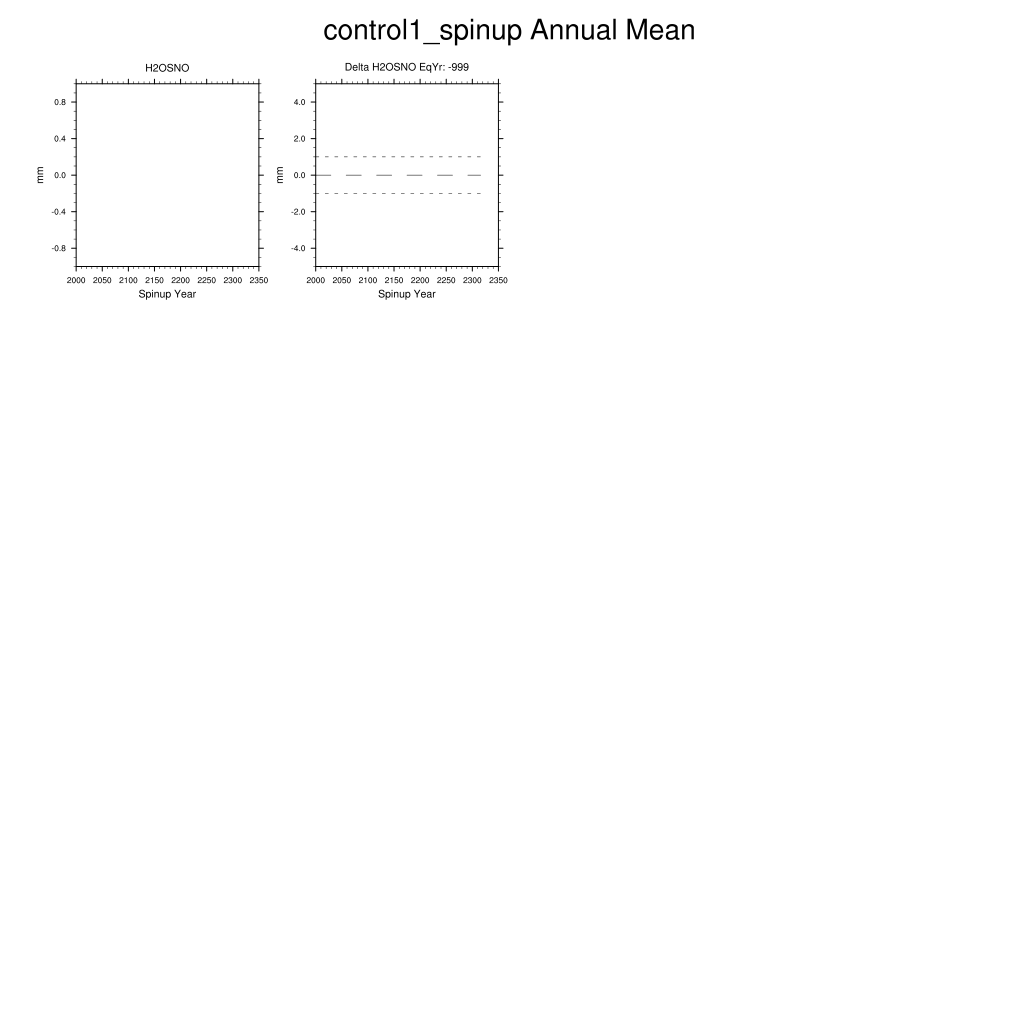 control1_spinup Annual Mean
H2OSNO
mm
0.8
0.4
0.0
-0.4
-0.8
2000 2050 2100 2150 2200 2250 2300 2350
Spinup Year
Delta H2OSNO EqYr: -999
mm
4.0
2.0
0.0
-2.0
-4.0
2000 2050 2100 2150 2200 2250 2300 2350
Spinup Year